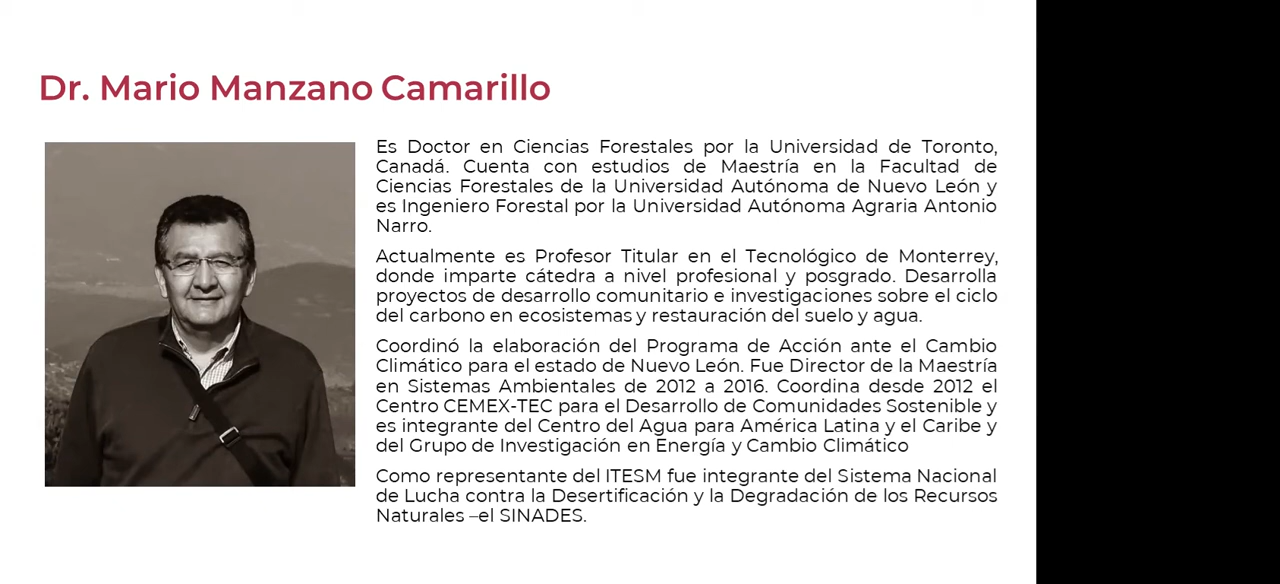 Dr. Mario Manzano Camarillo
Es Doctor en Ciencias Forestales por la Universidad de Toronto,
Canadá. Cuenta con estudios de Maestría en la Facultad de
Ciencias Forestales de la Universidad Autónoma de Nuevo León y
es Ingeniero Forestal por la Universidad Autónoma Agraria Antonio
Narro.
Actualmente es Profesor Titular en el Tecnológico de Monterrey,
donde imparte cátedra a nivel profesional y posgrado. Desarrolla
proyectos de desarrollo comunitario e investigaciones sobre el ciclo
del carbono en ecosistemas y restauración del suelo y agua.
Coordinó la elaboración del Programa de Acción ante el Cambio
Climático para el estado de Nuevo León. Fue Director de la Maestría
en Sistemas Ambientales de 2012 a 2016. Coordina desde 2012 el
Centro CEMEX-TEC para el Desarrollo de Comunidades Sostenible y
es integrante del Centro del Agua para América Latina y el Caribe y
del Grupo de Investigación en Energía y Cambio Climático
Como representante del ITESM fue integrante del Sistema Nacional
de Lucha contra la Desertificación y la Degradación de los Recursos
Naturales –el SINADES.